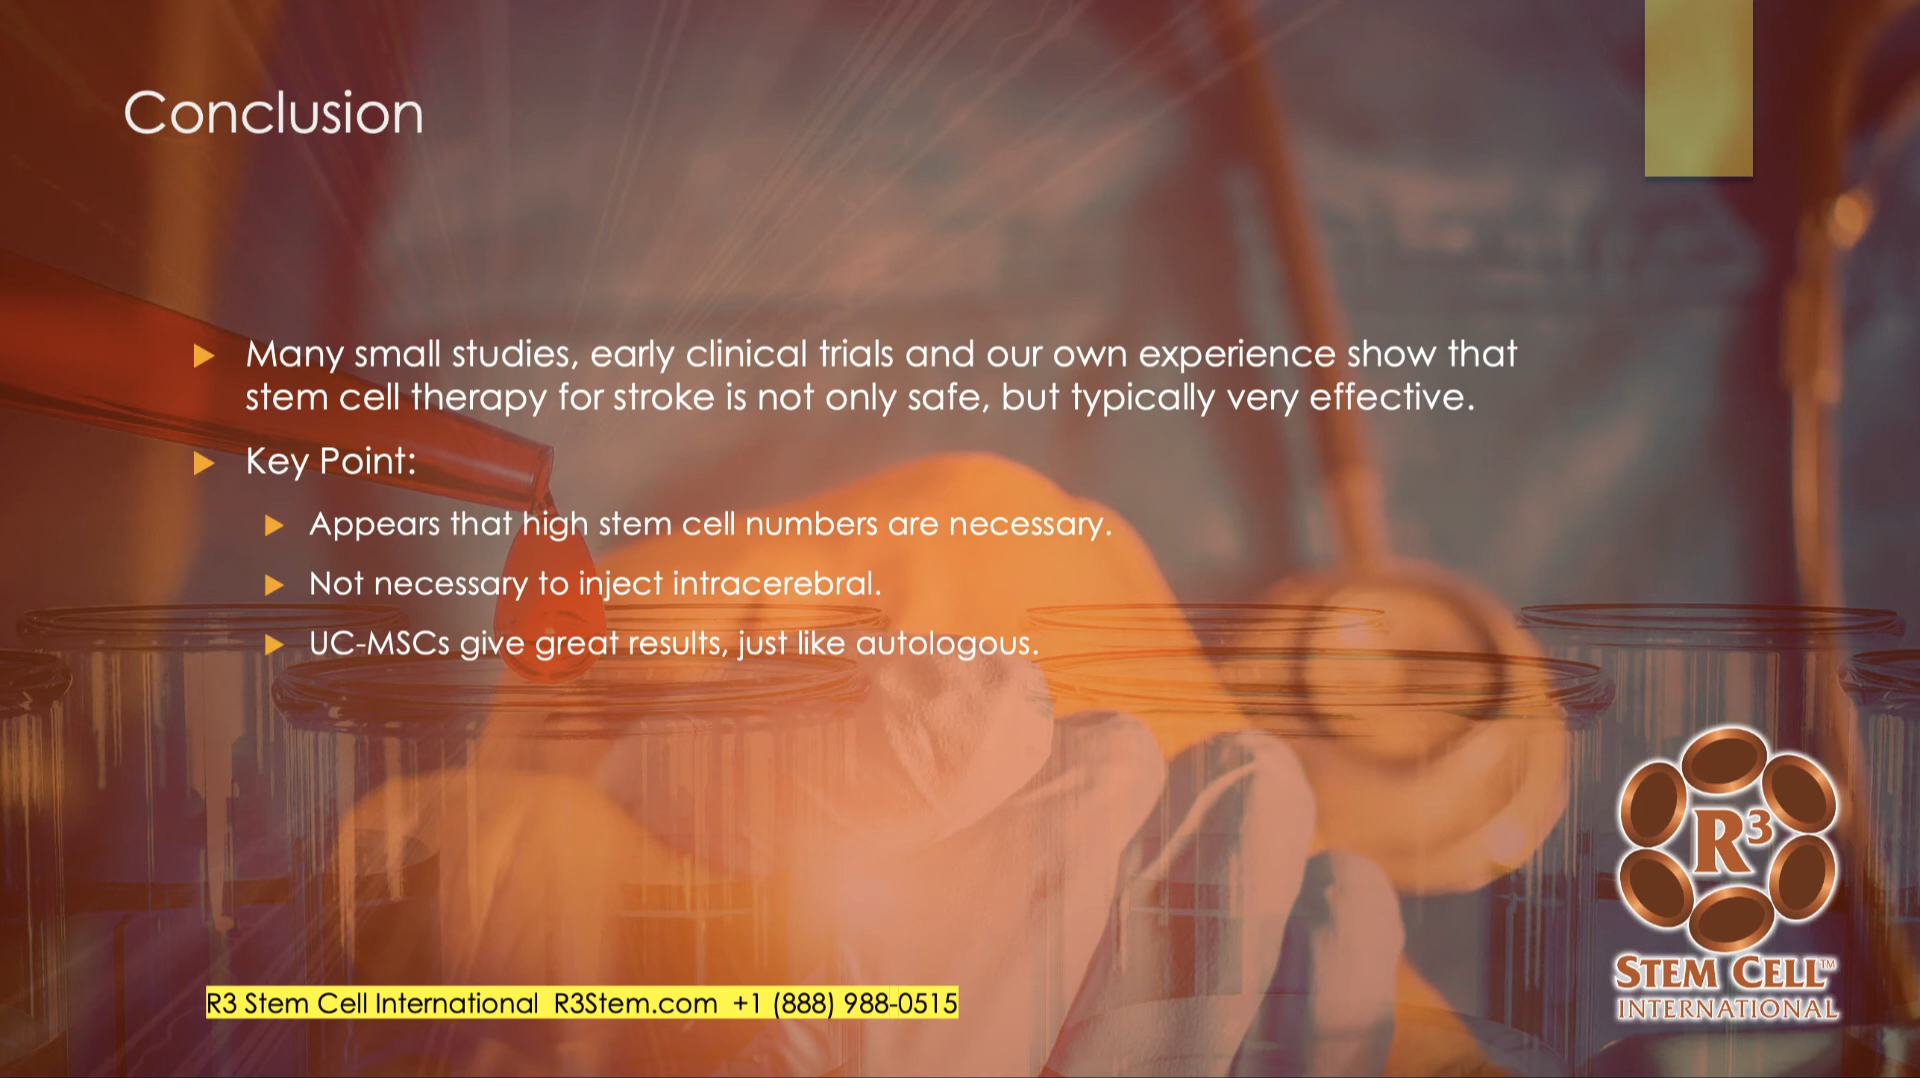 Conclusion
Many small studies, early clinical trials and our own experience show that
stem cell therapy for stroke is not only safe, but typically very effective.
Key Point:
Appears that high stem cell numbers are necessary.
Not necessary to inject intracerebral.
UC-MSCs give great results, just like autologous.
R3
STEM CELL™
INTERNATIONAL
R3 Stem Cell International R3Stem.com +1 (888) 988-0515